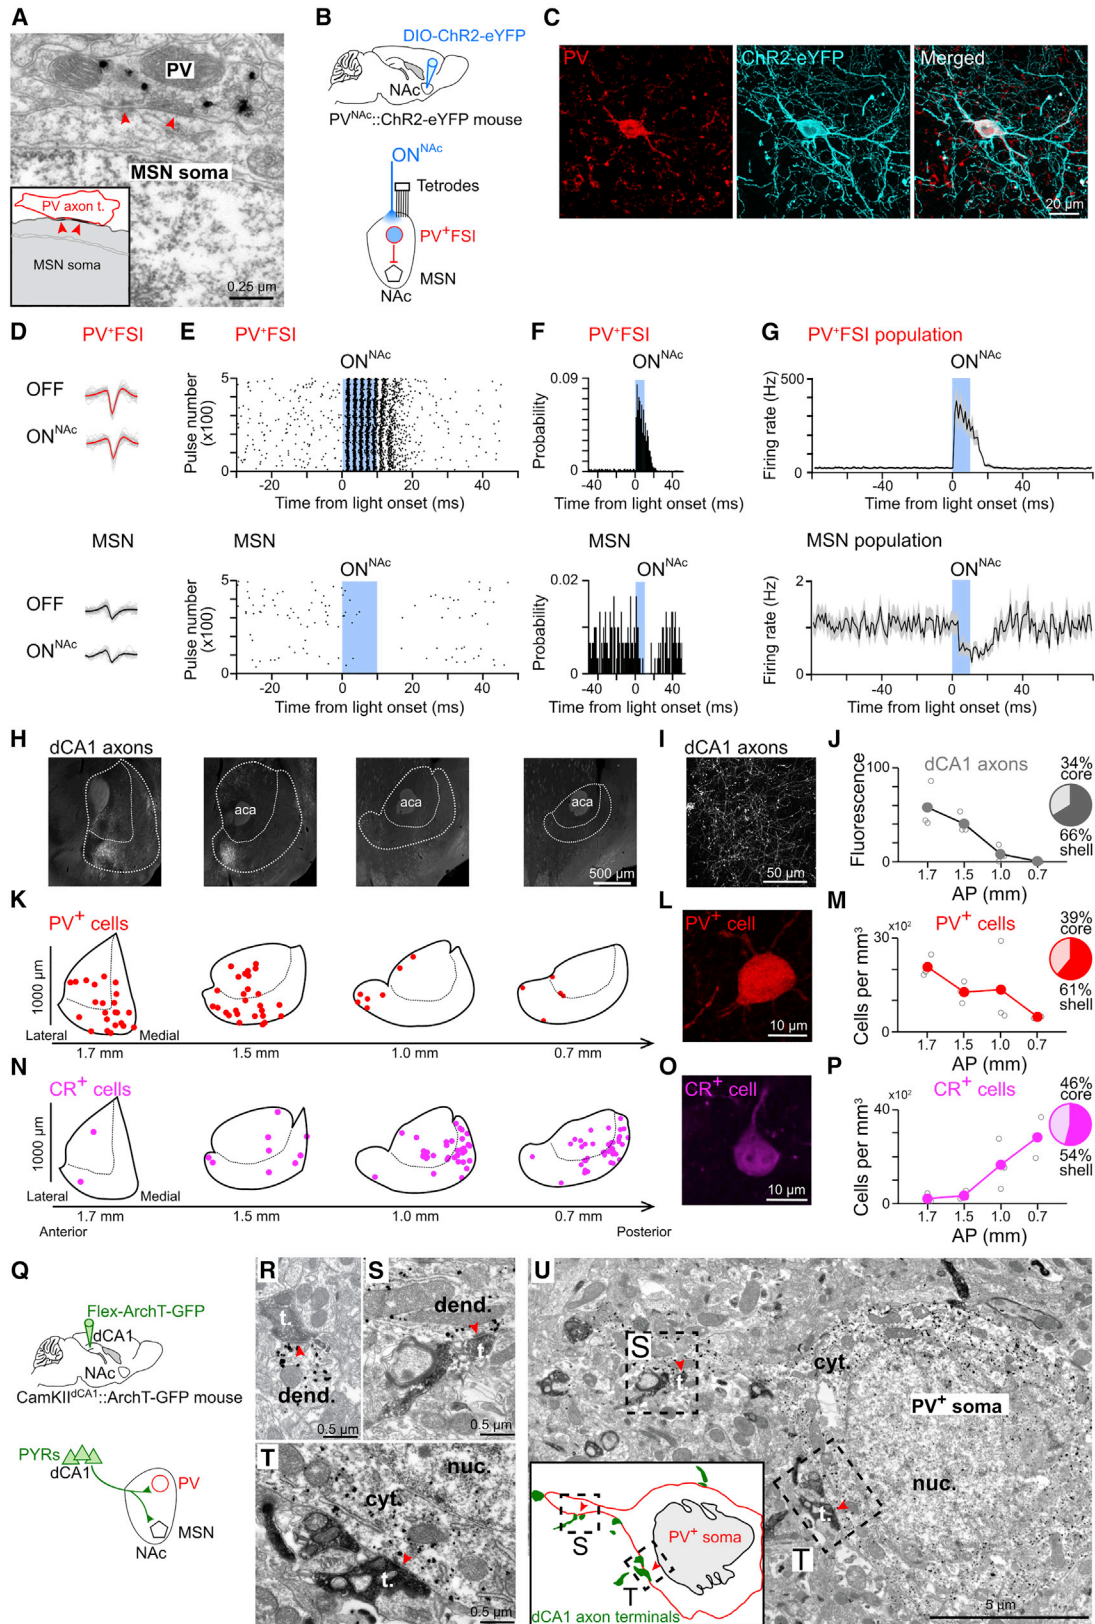 A
PV
MSN soma
PV axon t.
MSN soma
0.25 µm
B
DIO-ChR2-eYFP
NAc
PV^NAc::ChR2-eYFP mouse
ON^NAc
Tetrodes
PV⁺FSI
MSN
NAc
C
PV
ChR2-eYFP
Merged
20 µm
D
PV⁺FSI
OFF
ON^NAc
MSN
OFF
ON^NAc
E
PV⁺FSI
ON^NAc
Pulse number
(x100)
5
0
-20 0 20 40
Time from light onset (ms)
MSN
ON^NAc
Pulse number
(x100)
5
0
-20 0 20 40
Time from light onset (ms)
F
PV⁺FSI
ON^NAc
Probability
0.09
0
-40 0 40
Time from light onset (ms)
MSN
ON^NAc
Probability
0.02
0
-40 0 40
Time from light onset (ms)
G
PV⁺FSI population
ON^NAc
Firing rate (Hz)
500
0
-40 0 40 80
Time from light onset (ms)
MSN population
ON^NAc
Firing rate (Hz)
2
0
-40 0 40 80
Time from light onset (ms)
H
dCA1 axons
aca
aca
aca
500 µm
I
dCA1 axons
50 µm
J
dCA1 axons
Fluorescence
100
0
1.7 1.5 1.0 0.7
AP (mm)
34%
core
66%
shell
K
PV⁺ cells
1000 µm
Lateral Medial
1.7 mm 1.5 mm 1.0 mm 0.7 mm
L
PV⁺ cell
10 µm
M
PV⁺ cells
x10²
Cells per mm³
30
0
1.7 1.5 1.0 0.7
AP (mm)
39%
core
61%
shell
N
CR⁺ cells
1000 µm
Lateral Medial
1.7 mm 1.5 mm 1.0 mm 0.7 mm
Anterior Posterior
O
CR⁺ cell
10 µm
P
CR⁺ cells
x10²
Cells per mm³
40
0
1.7 1.5 1.0 0.7
AP (mm)
46%
core
54%
shell
Q
Flex-ArchT-GFP
dCA1
NAc
CamKII^dCA1::ArchT-GFP mouse
PYRs
dCA1
PV
MSN
NAc
R
t.
dend.
0.5 µm
S
dend.
t.
0.5 µm
T
nuc.
cyt.
t.
0.5 µm
U
S
t.
cyt.
PV⁺ soma
nuc.
t.
T
5 µm
PV⁺ soma
S
T
dCA1 axon terminals